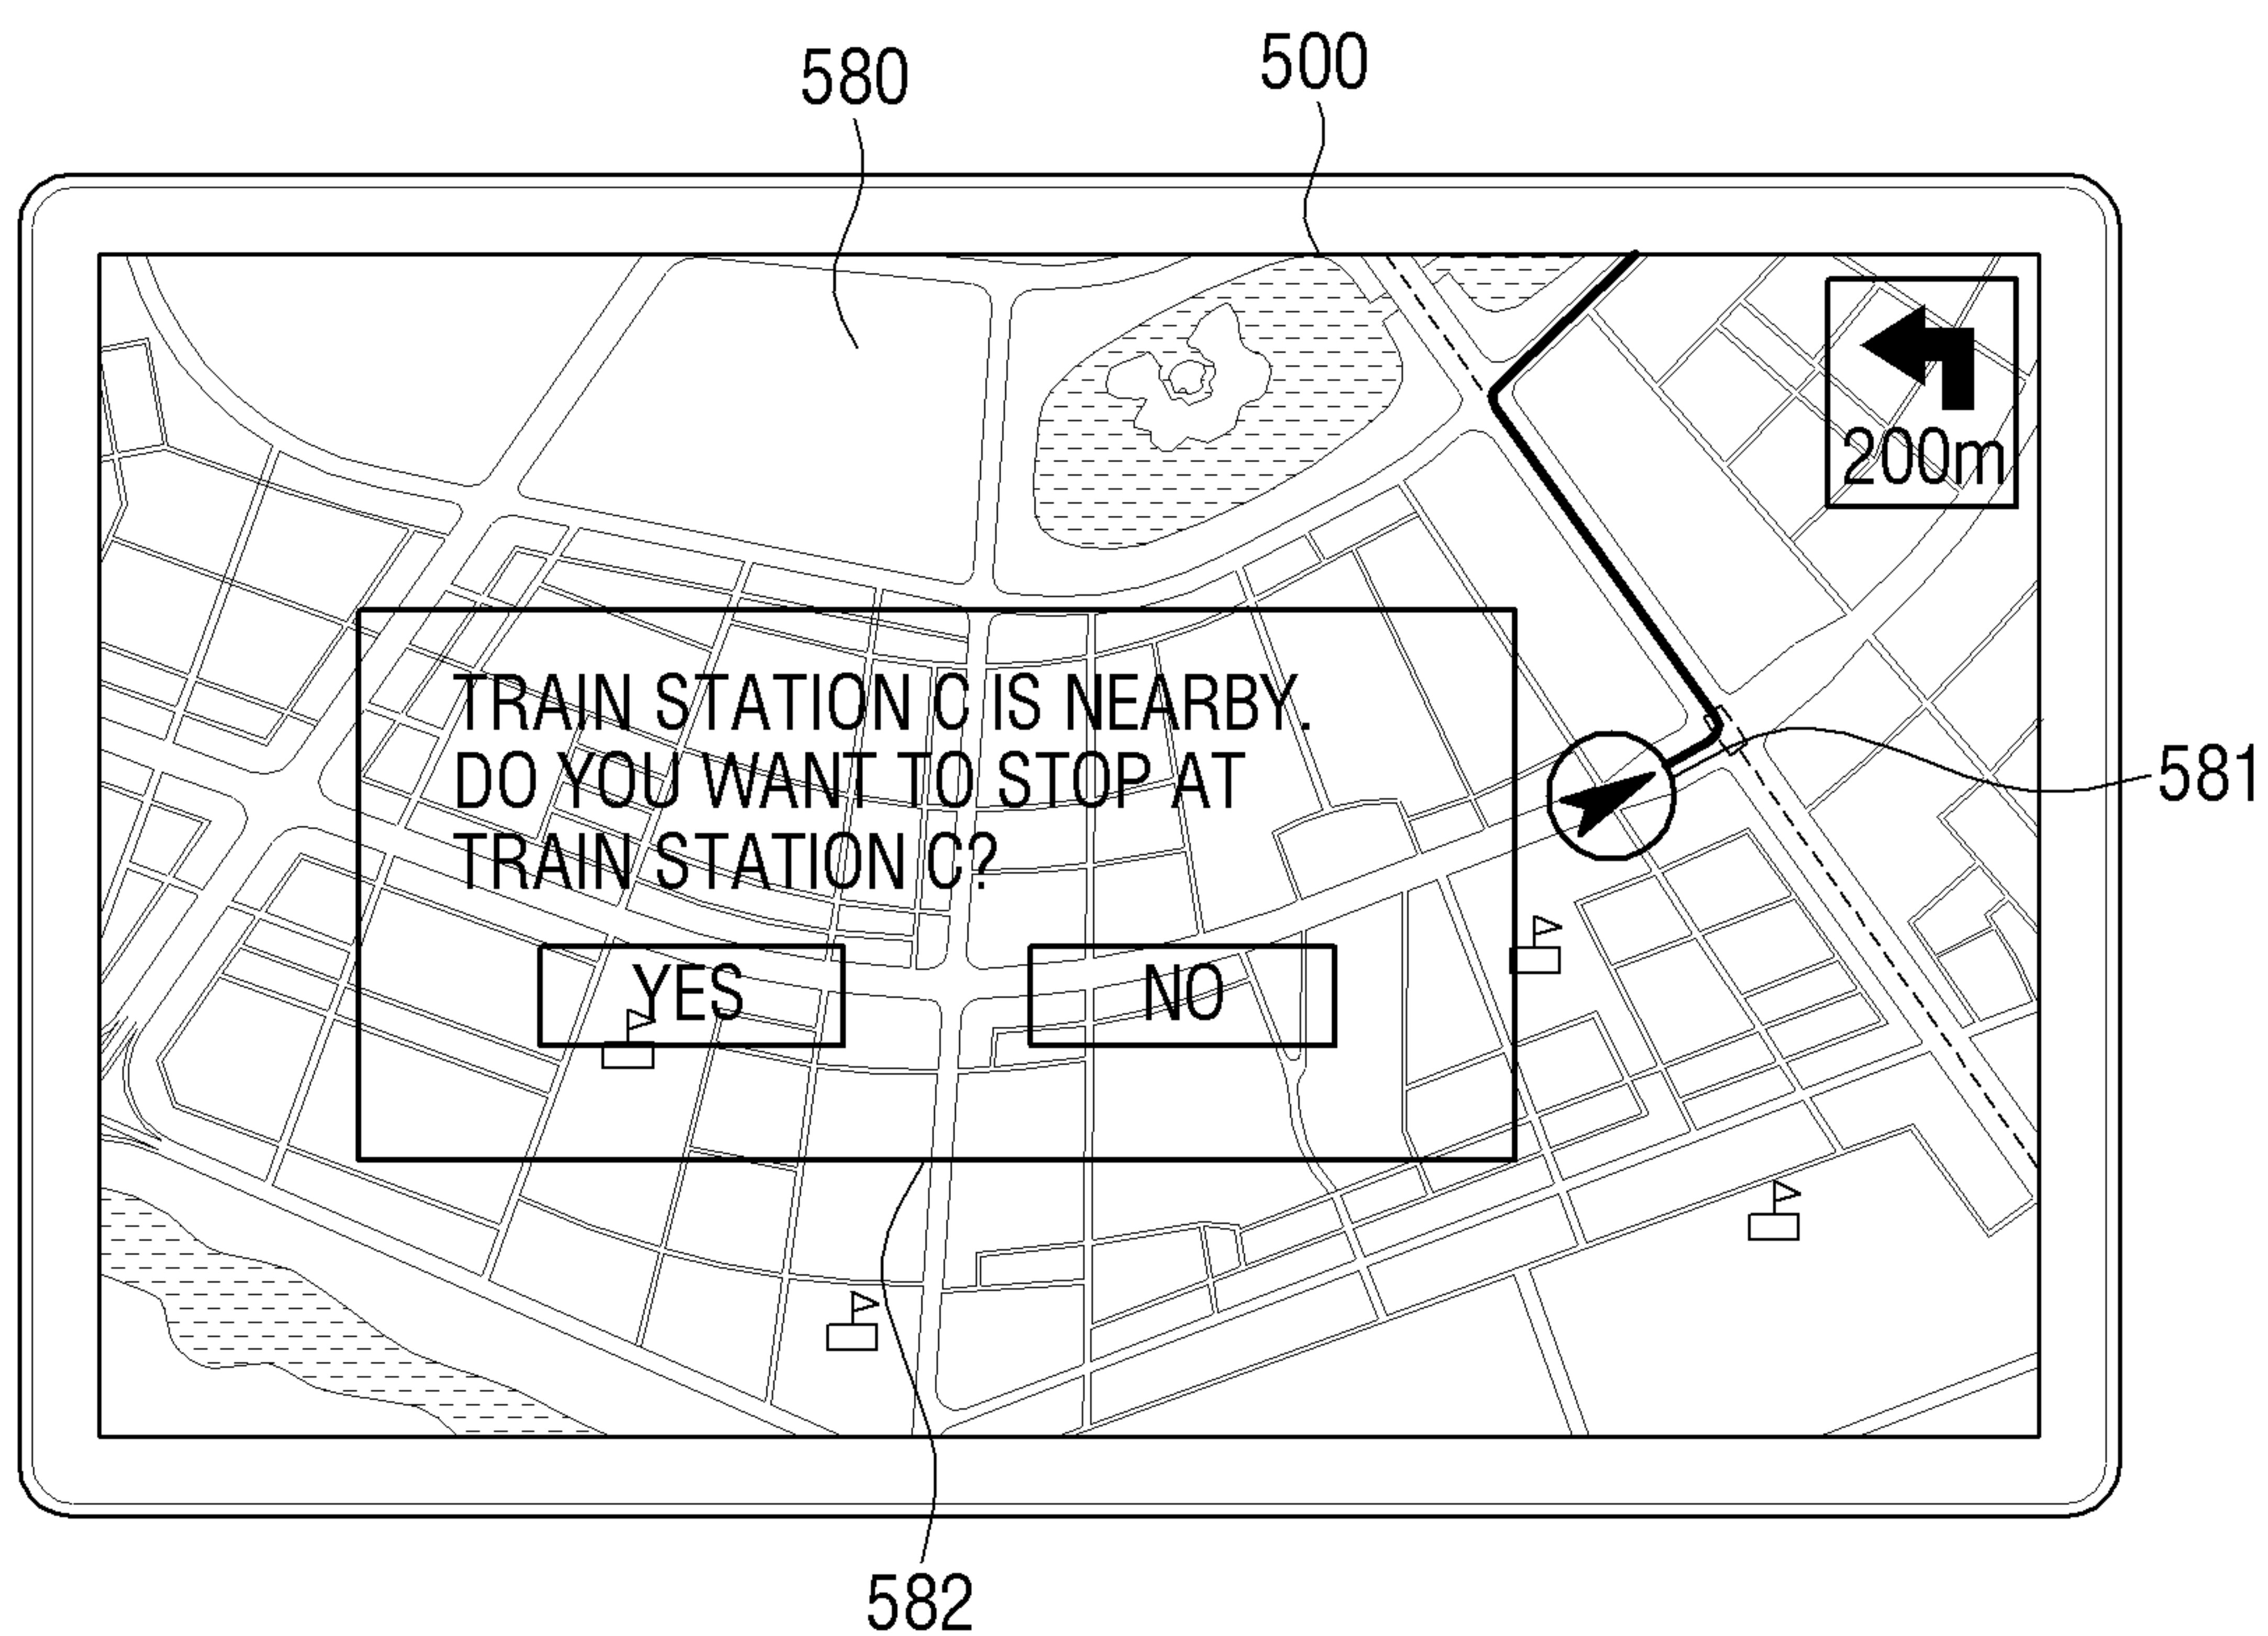 580
500
200m
TRAIN STATION C IS NEARBY.
DO YOU WANT TO STOP AT
TRAIN STATION C?
581
YES
NO
582